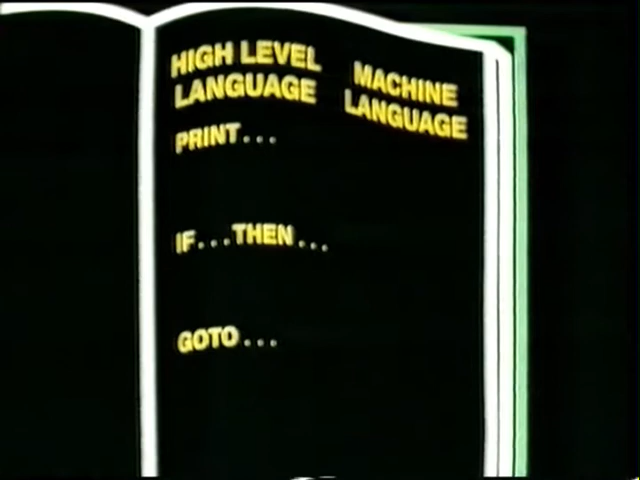 HIGH LEVEL
LANGUAGE
MACHINE
LANGUAGE
PRINT...
IF...THEN...
GOTO...